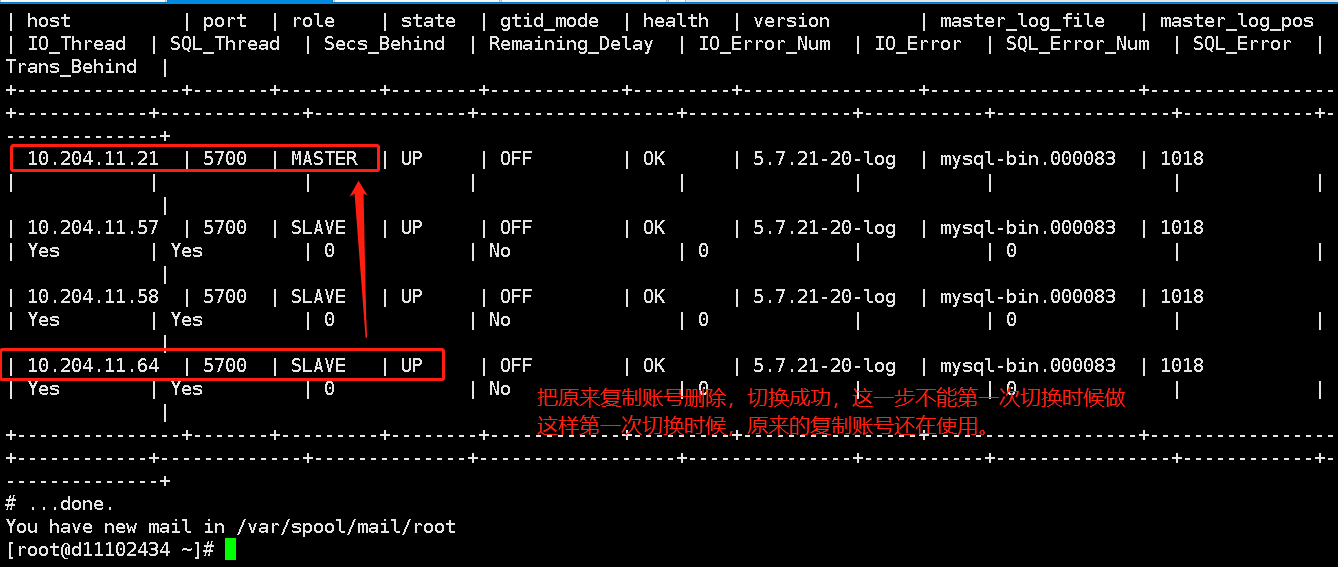 | host | port | role | state | gtid_mode | health | version | master_log_file | master_log_pos
| IO_Thread | SQL_Thread | Secs_Behind | Remaining_Delay | IO_Error_Num | IO_Error | SQL_Error_Num | SQL_Error |
Trans_Behind |
+----------------+-------+---------+--------+------------+---------+----------------+-------------------+-----------------
+------------+-------------+--------------+------------------+---------------+-----------+----------------+------------+-
--------------+
| 10.204.11.21 | 5700 | MASTER | UP | OFF | OK | 5.7.21-20-log | mysql-bin.000083 | 1018
| | | | | | | | |
|
| 10.204.11.57 | 5700 | SLAVE | UP | OFF | OK | 5.7.21-20-log | mysql-bin.000083 | 1018
| Yes | Yes | 0 | No | 0 | | 0 | |
|
| 10.204.11.58 | 5700 | SLAVE | UP | OFF | OK | 5.7.21-20-log | mysql-bin.000083 | 1018
| Yes | Yes | 0 | No | 0 | | 0 | |
|
| 10.204.11.64 | 5700 | SLAVE | UP | OFF | OK | 5.7.21-20-log | mysql-bin.000083 | 1018
| Yes | Yes | 0 | No | 0 | | 0 | |
|
把原来复制账号删除，切换成功，这一步不能第一次切换时候做
这样第一次切换时候，原来的复制账号还在使用。
+----------------+-------+---------+--------+------------+---------+----------------+-------------------+-----------------
+------------+-------------+--------------+------------------+---------------+-----------+----------------+------------+-
--------------+
# ...done.
You have new mail in /var/spool/mail/root
[root@d11102434 ~]#